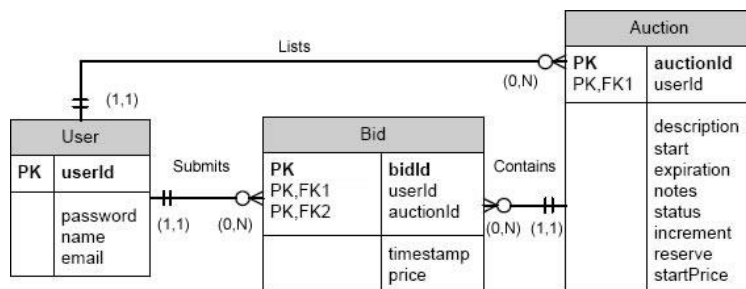 Auction
Lists
PK auctionId
(0,N)
PK,FK1 userId
(1,1)
User
Bid
description
start
PK userId
Submits
PK bidId
Contains
expiration
PK,FK1 userId
notes
PK,FK2 auctionId
status
password
(1,1)
(0,N)
(0,N)
(1,1)
increment
name
timestamp
reserve
email
price
startPrice